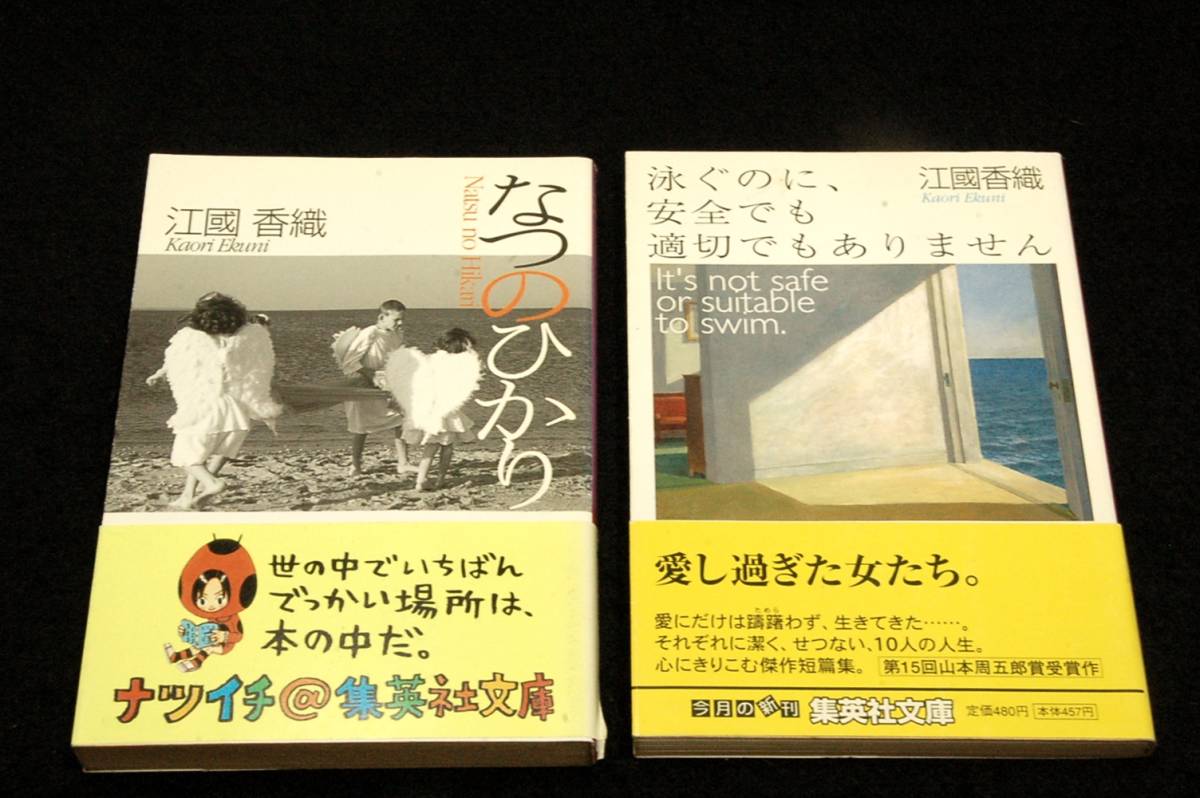 江國 香織
Kaori Ekuni
なつのひかり
Natsu no Hikari
世の中でいちばん
でっかい場所は、
本の中だ。
ナツイチ@集英社文庫
泳ぐのに、
安全でも
適切でもありません
江國香織
Kaori Ekuni
It's not safe
or suitable
to swim.
愛し過ぎた女たち。
ためら
愛にだけは躊躇わず、生きてきた……。
それぞれに潔く、せつない、10人の人生。
心にきりこむ傑作短篇集。 第15回山本周五郎賞受賞作
今月の新刊 集英社文庫 定価480円 本体457円